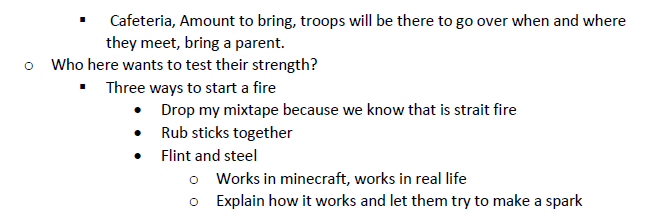 ▪ Cafeteria, Amount to bring, troops will be there to go over when and where
they meet, bring a parent.
o Who here wants to test their strength?
▪ Three ways to start a fire
• Drop my mixtape because we know that is strait fire
• Rub sticks together
• Flint and steel
o Works in minecraft, works in real life
o Explain how it works and let them try to make a spark